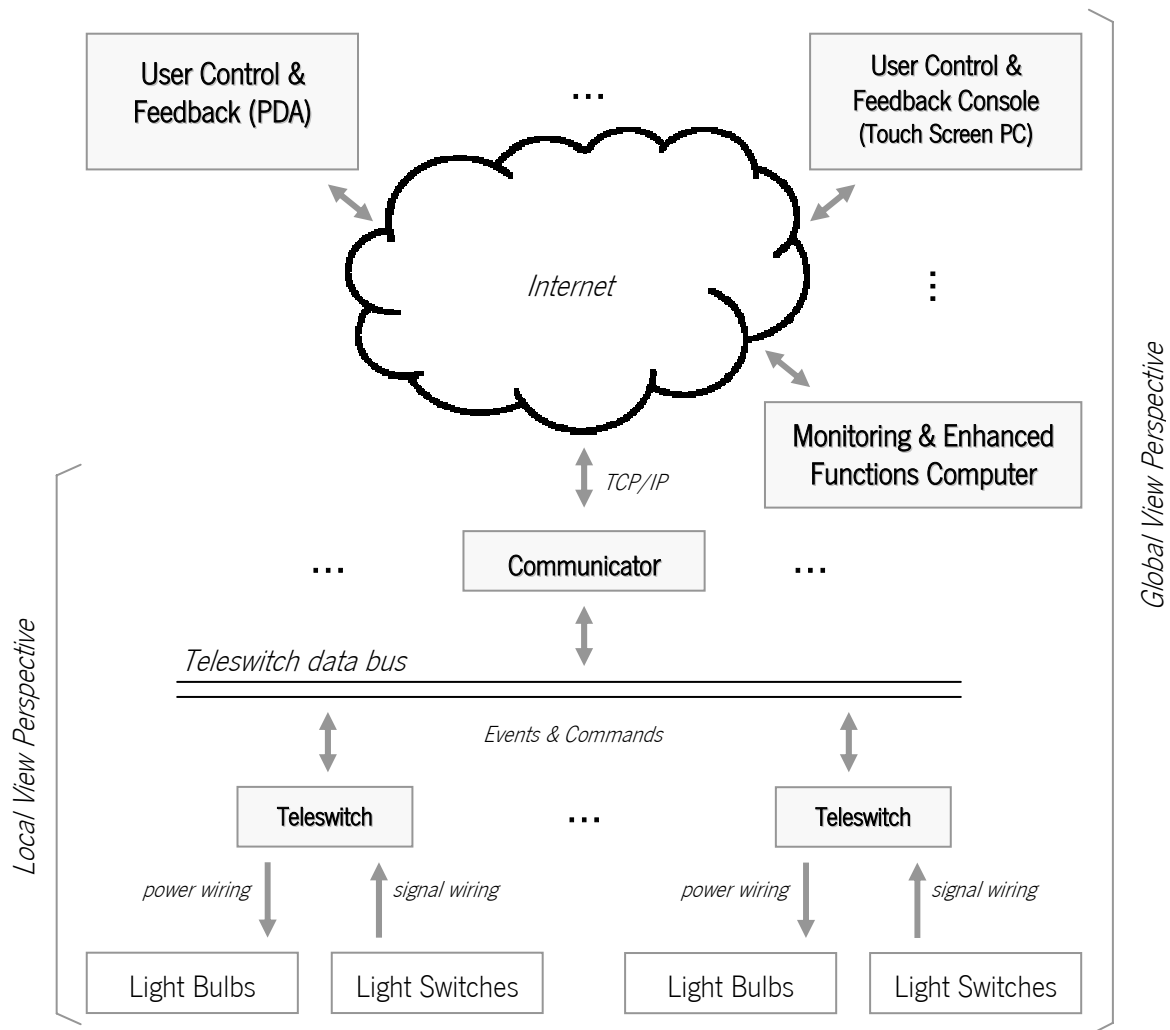 User Control &
Feedback (PDA)
...
User Control &
Feedback Console
(Touch Screen PC)
Internet
...
Monitoring & Enhanced
Functions Computer
Global View Perspective
TCP/IP
...
Communicator
...
Local View Perspective
Teleswitch data bus
Events & Commands
Teleswitch
...
Teleswitch
power wiring
signal wiring
power wiring
signal wiring
Light Bulbs
Light Switches
Light Bulbs
Light Switches